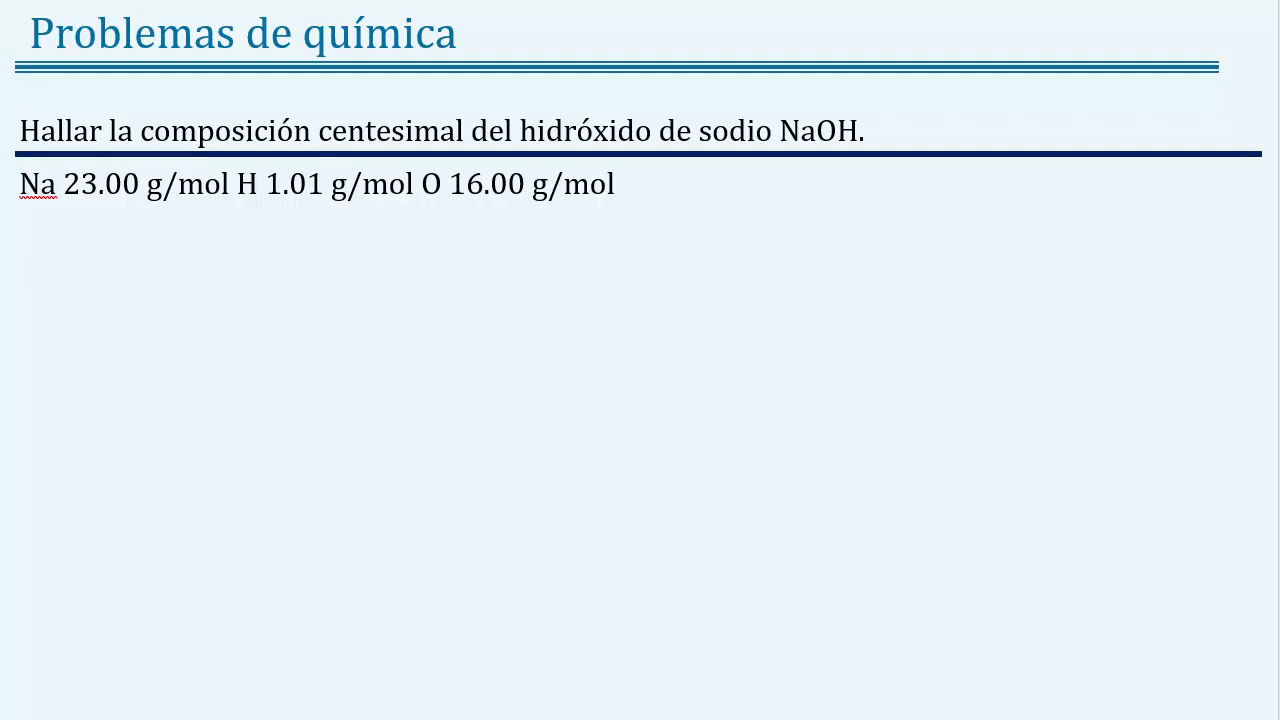 Problemas de química
Hallar la composición centesimal del hidróxido de sodio NaOH.
Na 23.00 g/mol H 1.01 g/mol O 16.00 g/mol